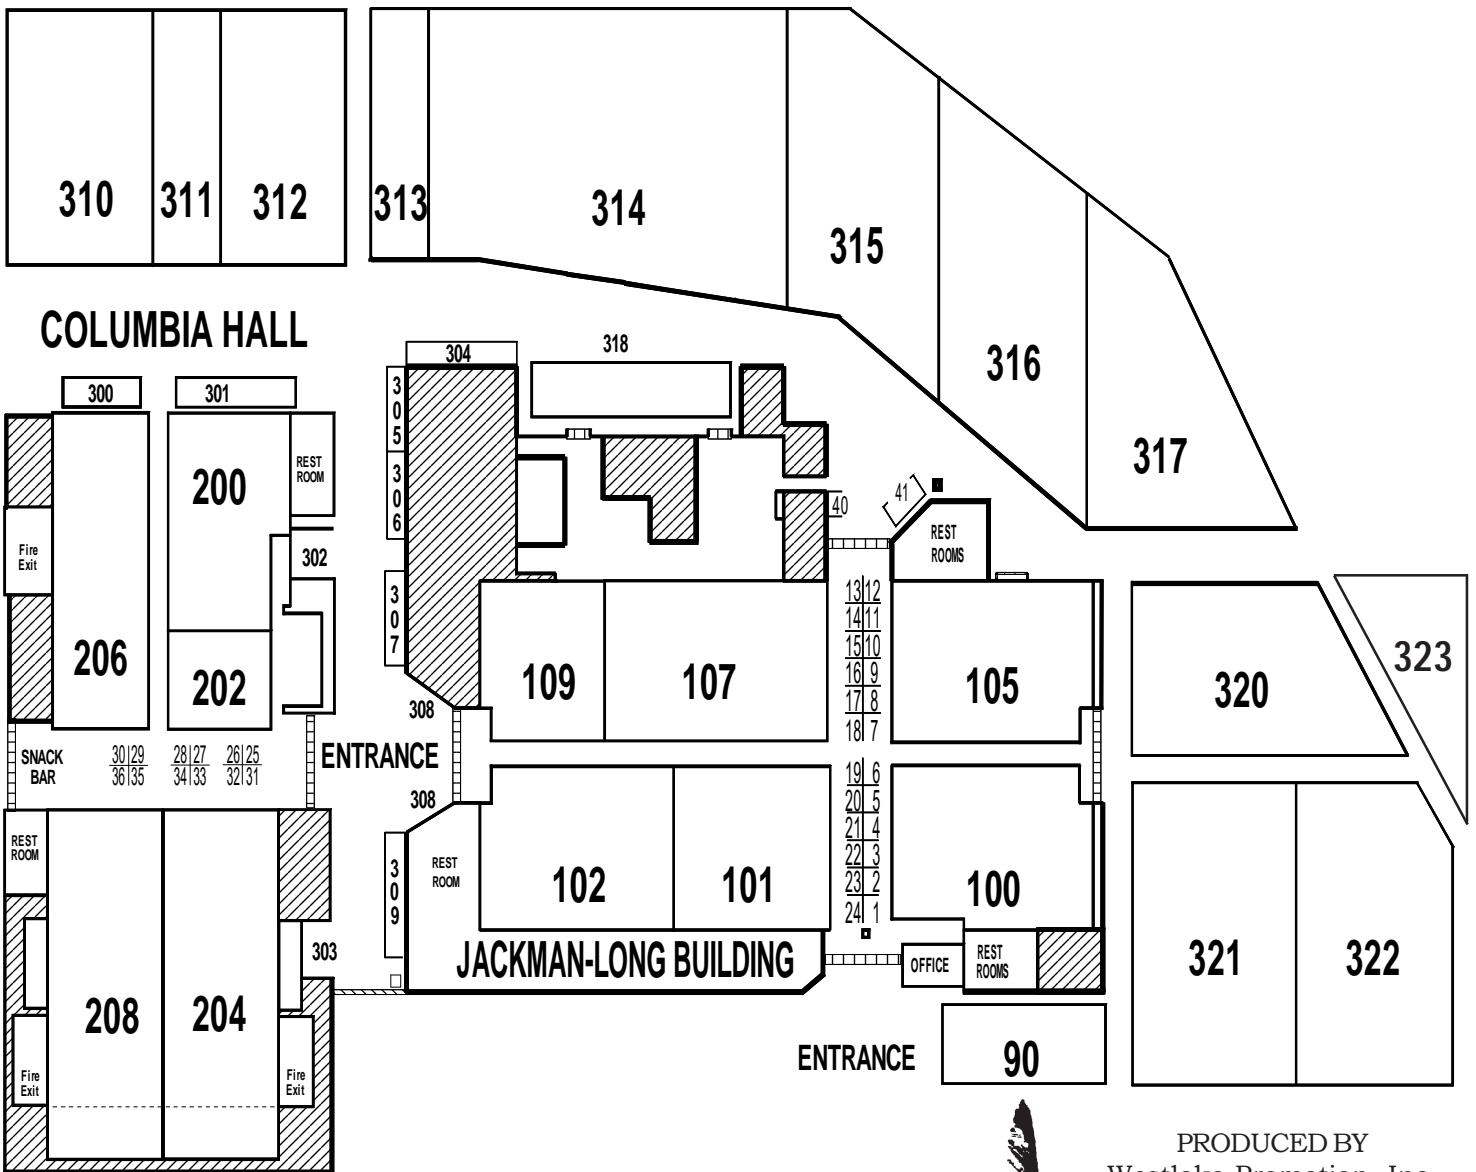 310 311 312 313 314
315
316
317
COLUMBIA HALL
300 301 304 318
305
306
307
200
REST
ROOM
302
Fire
Exit
206
202
40
41
REST
ROOMS
109 107 105
320
323
13 12
14 11
15 10
16 9
17 8
18 7
308
SNACK
BAR
30 29 28 27 26 25
36 35 34 33 32 31
ENTRANCE
308
19 6
20 5
21 4
22 3
23 2
24 1
REST
ROOM
309
REST
ROOM
102 101 100
303
JACKMAN-LONG BUILDING
OFFICE
REST
ROOMS
321 322
208 204
Fire
Exit
Fire
Exit
ENTRANCE
90
PRODUCED BY
Westlake Promotion, Inc.